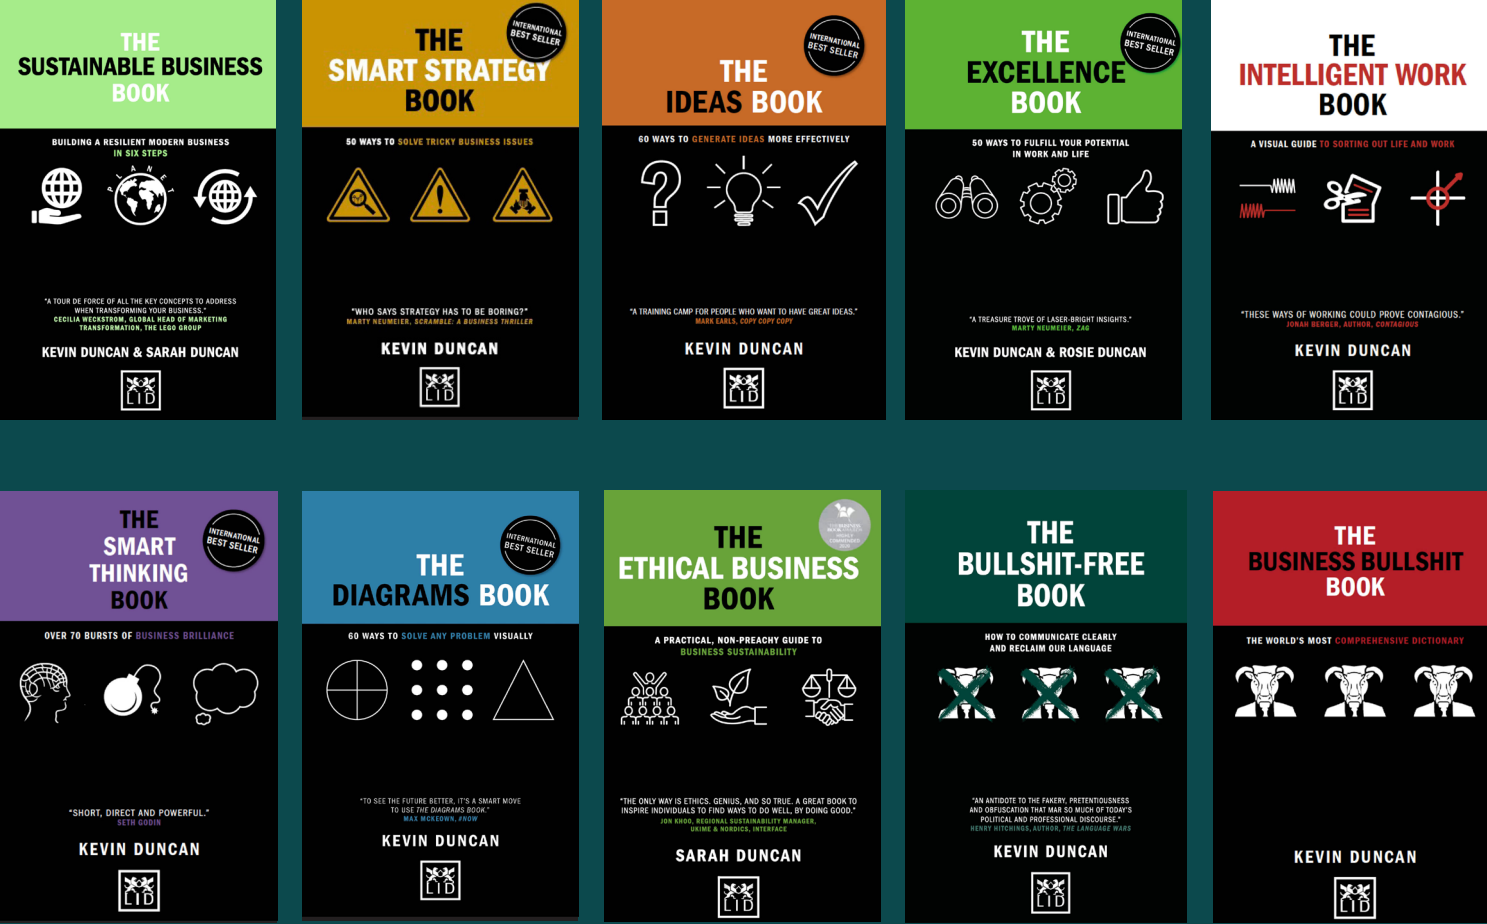 THE
SUSTAINABLE BUSINESS
BOOK
BUILDING A RESILIENT MODERN BUSINESS
IN SIX STEPS
PLANET
"A TOUR DE FORCE OF ALL THE KEY CONCEPTS TO ADDRESS
WHEN TRANSFORMING YOUR BUSINESS."
CECILIA WECKSTROM, GLOBAL HEAD OF MARKETING
TRANSFORMATION, THE LEGO GROUP
KEVIN DUNCAN & SARAH DUNCAN
LID
INTERNATIONAL
BEST SELLER
THE
SMART STRATEGY
BOOK
50 WAYS TO SOLVE TRICKY BUSINESS ISSUES
"WHO SAYS STRATEGY HAS TO BE BORING?"
MARTY NEUMEIER, SCRAMBLE: A BUSINESS THRILLER
KEVIN DUNCAN
LID
INTERNATIONAL
BEST SELLER
THE
IDEAS BOOK
60 WAYS TO GENERATE IDEAS MORE EFFECTIVELY
"A TRAINING CAMP FOR PEOPLE WHO WANT TO HAVE GREAT IDEAS."
MARK EARLS, COPY COPY COPY
KEVIN DUNCAN
LID
INTERNATIONAL
BEST SELLER
THE
EXCELLENCE
BOOK
50 WAYS TO FULFILL YOUR POTENTIAL
IN WORK AND LIFE
"A TREASURE TROVE OF LASER-BRIGHT INSIGHTS."
MARTY NEUMEIER, ZAG
KEVIN DUNCAN & ROSIE DUNCAN
LID
THE
INTELLIGENT WORK
BOOK
A VISUAL GUIDE TO SORTING OUT LIFE AND WORK
"THESE WAYS OF WORKING COULD PROVE CONTAGIOUS."
JONAH BERGER, AUTHOR, CONTAGIOUS
KEVIN DUNCAN
LID
THE
SMART
THINKING
BOOK
INTERNATIONAL
BEST SELLER
OVER 70 BURSTS OF BUSINESS BRILLIANCE
"SHORT, DIRECT AND POWERFUL."
SETH GODIN
KEVIN DUNCAN
LID
INTERNATIONAL
BEST SELLER
THE
DIAGRAMS BOOK
60 WAYS TO SOLVE ANY PROBLEM VISUALLY
"TO SEE THE FUTURE BETTER, IT'S A SMART MOVE
TO USE THE DIAGRAMS BOOK."
MAX MCKEOWN, #NOW
KEVIN DUNCAN
LID
THE
ETHICAL BUSINESS
BOOK
A PRACTICAL, NON-PREACHY GUIDE TO
BUSINESS SUSTAINABILITY
"THE ONLY WAY IS ETHICS. GENIUS, AND SO TRUE. A GREAT BOOK TO
INSPIRE INDIVIDUALS TO FIND WAYS TO DO WELL, BY DOING GOOD."
JON KHOO, REGIONAL SUSTAINABILITY MANAGER,
UKIME & NORDICS, INTERFACE
SARAH DUNCAN
LID
THE
BULLSHIT-FREE
BOOK
HOW TO COMMUNICATE CLEARLY
AND RECLAIM OUR LANGUAGE
"AN ANTIDOTE TO THE FAKERY, PRETENTIOUSNESS
AND OBFUSCATION THAT MAR SO MUCH OF TODAY'S
POLITICAL AND PROFESSIONAL DISCOURSE."
HENRY HITCHINGS, AUTHOR, THE LANGUAGE WARS
KEVIN DUNCAN
LID
THE
BUSINESS BULLSHIT
BOOK
THE WORLD'S MOST COMPREHENSIVE DICTIONARY
KEVIN DUNCAN
LID